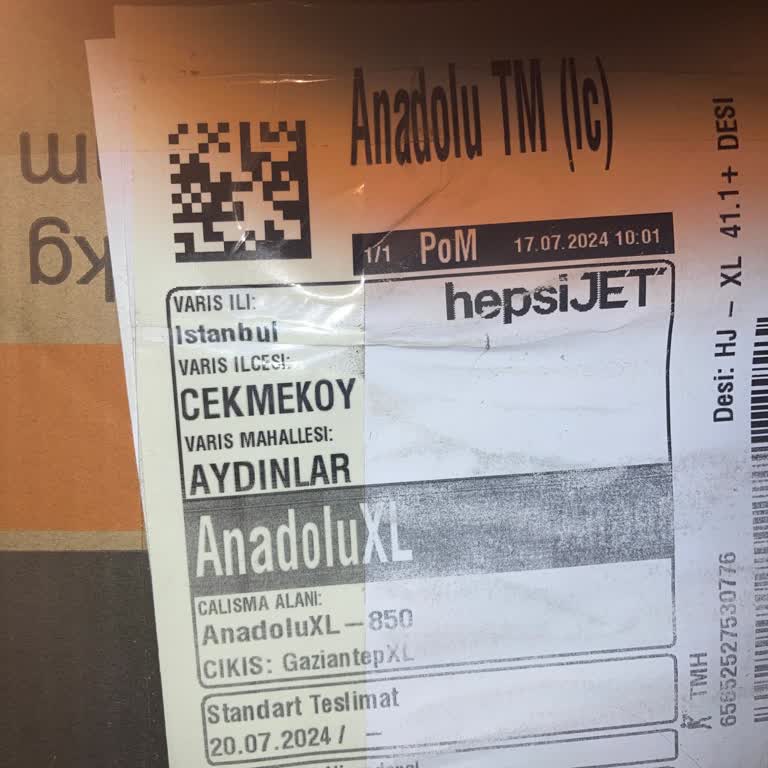 Anadolu TM (Ic)
1/1 PoM 17.07.2024 10:01
hepsiJET
VARIS ILI:
Istanbul
VARIS ILCESI:
CEKMEKOY
VARIS MAHALLESI:
AYDINLAR
AnadoluXL
CALISMA ALANI:
AnadoluXL-850
CIKIS: GaziantepXL
Standart Teslimat
20.07.2024 / -
Desi: HJ - XL 41.1+ DESI
TMH
m
kg